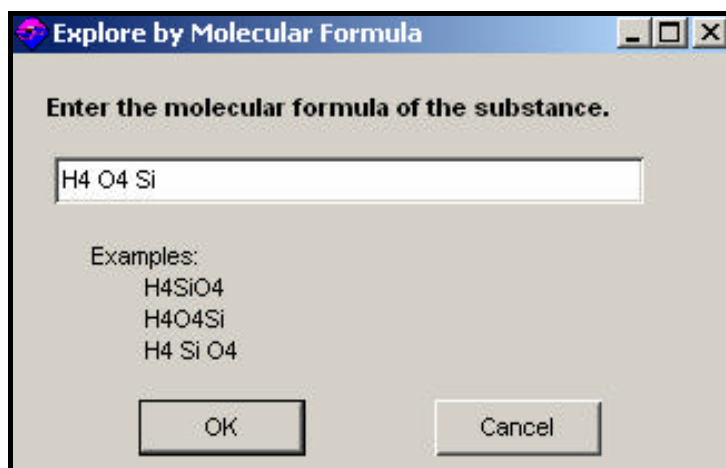 Explore by Molecular Formula
Enter the molecular formula of the substance.
H4 O4 Si
Examples:
H4SiO4
H4O4Si
H4 Si O4
OK Cancel